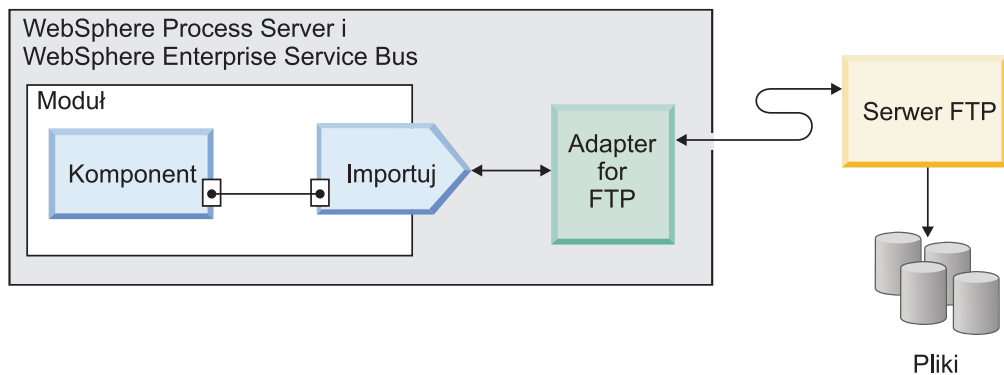 WebSphere Process Server i
WebSphere Enterprise Service Bus
Moduł
Komponent
Importuj
Adapter
for
FTP
Serwer FTP
Pliki